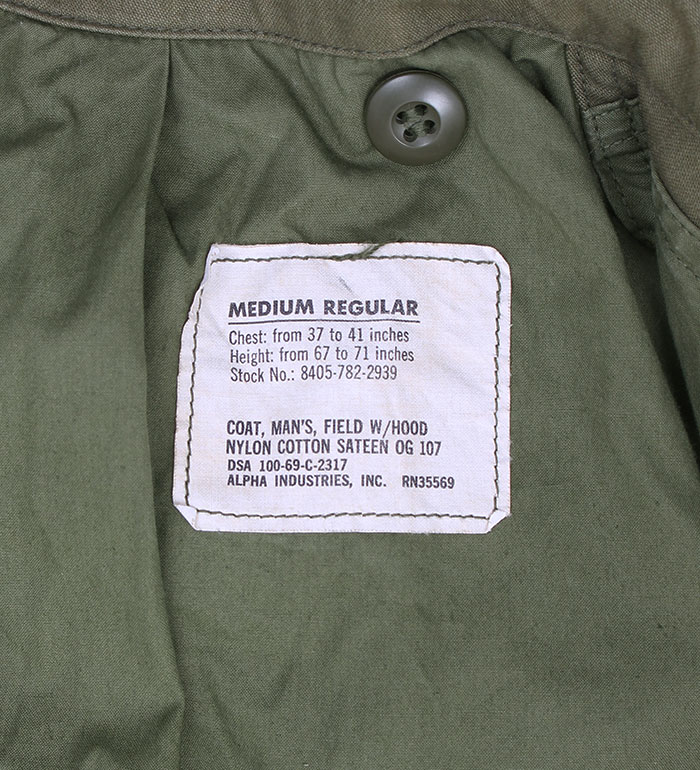 MEDIUM REGULAR
Chest: from 37 to 41 inches
Height: from 67 to 71 inches
Stock No.: 8405-782-2939
COAT, MAN'S, FIELD W/HOOD
NYLON COTTON SATEEN OG 107
DSA 100-69-C-2317
ALPHA INDUSTRIES, INC. RN35569